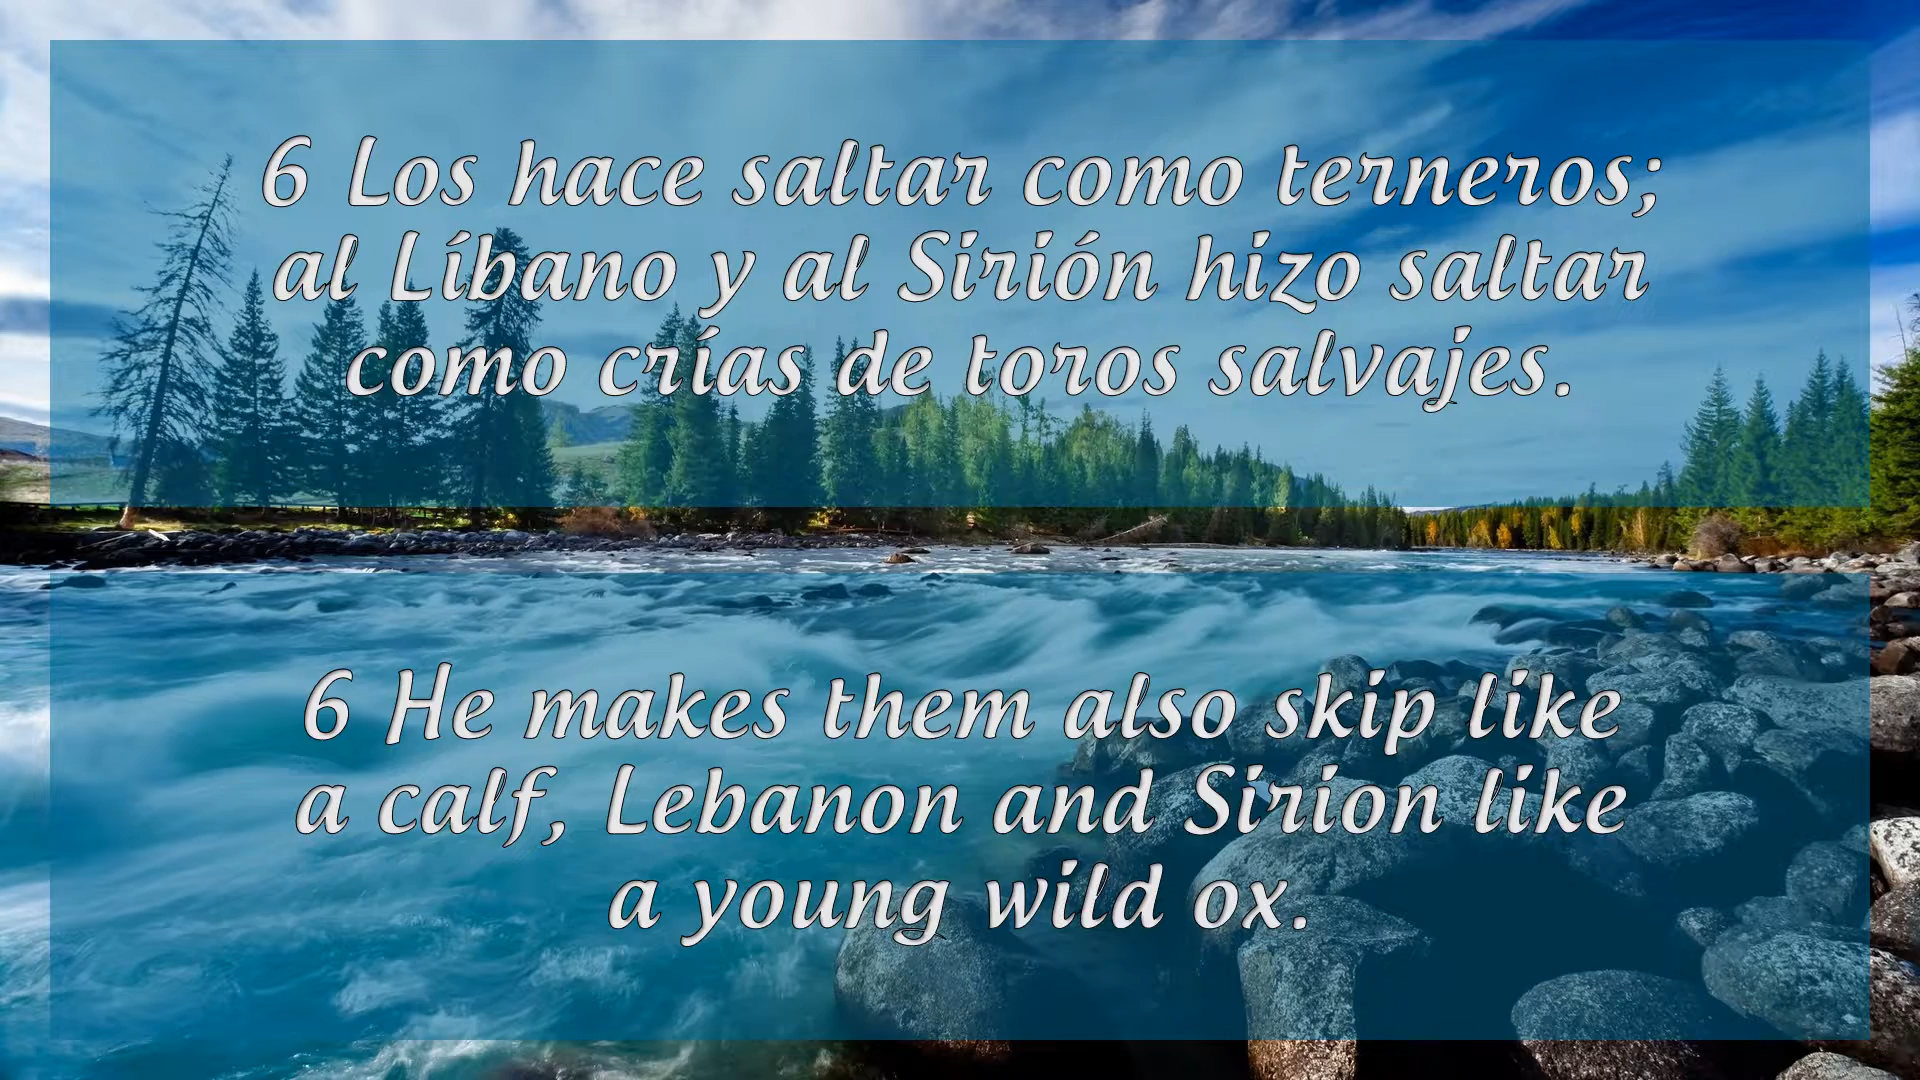 6 Los hace saltar como terneros;
al Líbano y al Sirión hizo saltar
como crías de toros salvajes.
6 He makes them also skip like
a calf, Lebanon and Sirion like
a young wild ox.